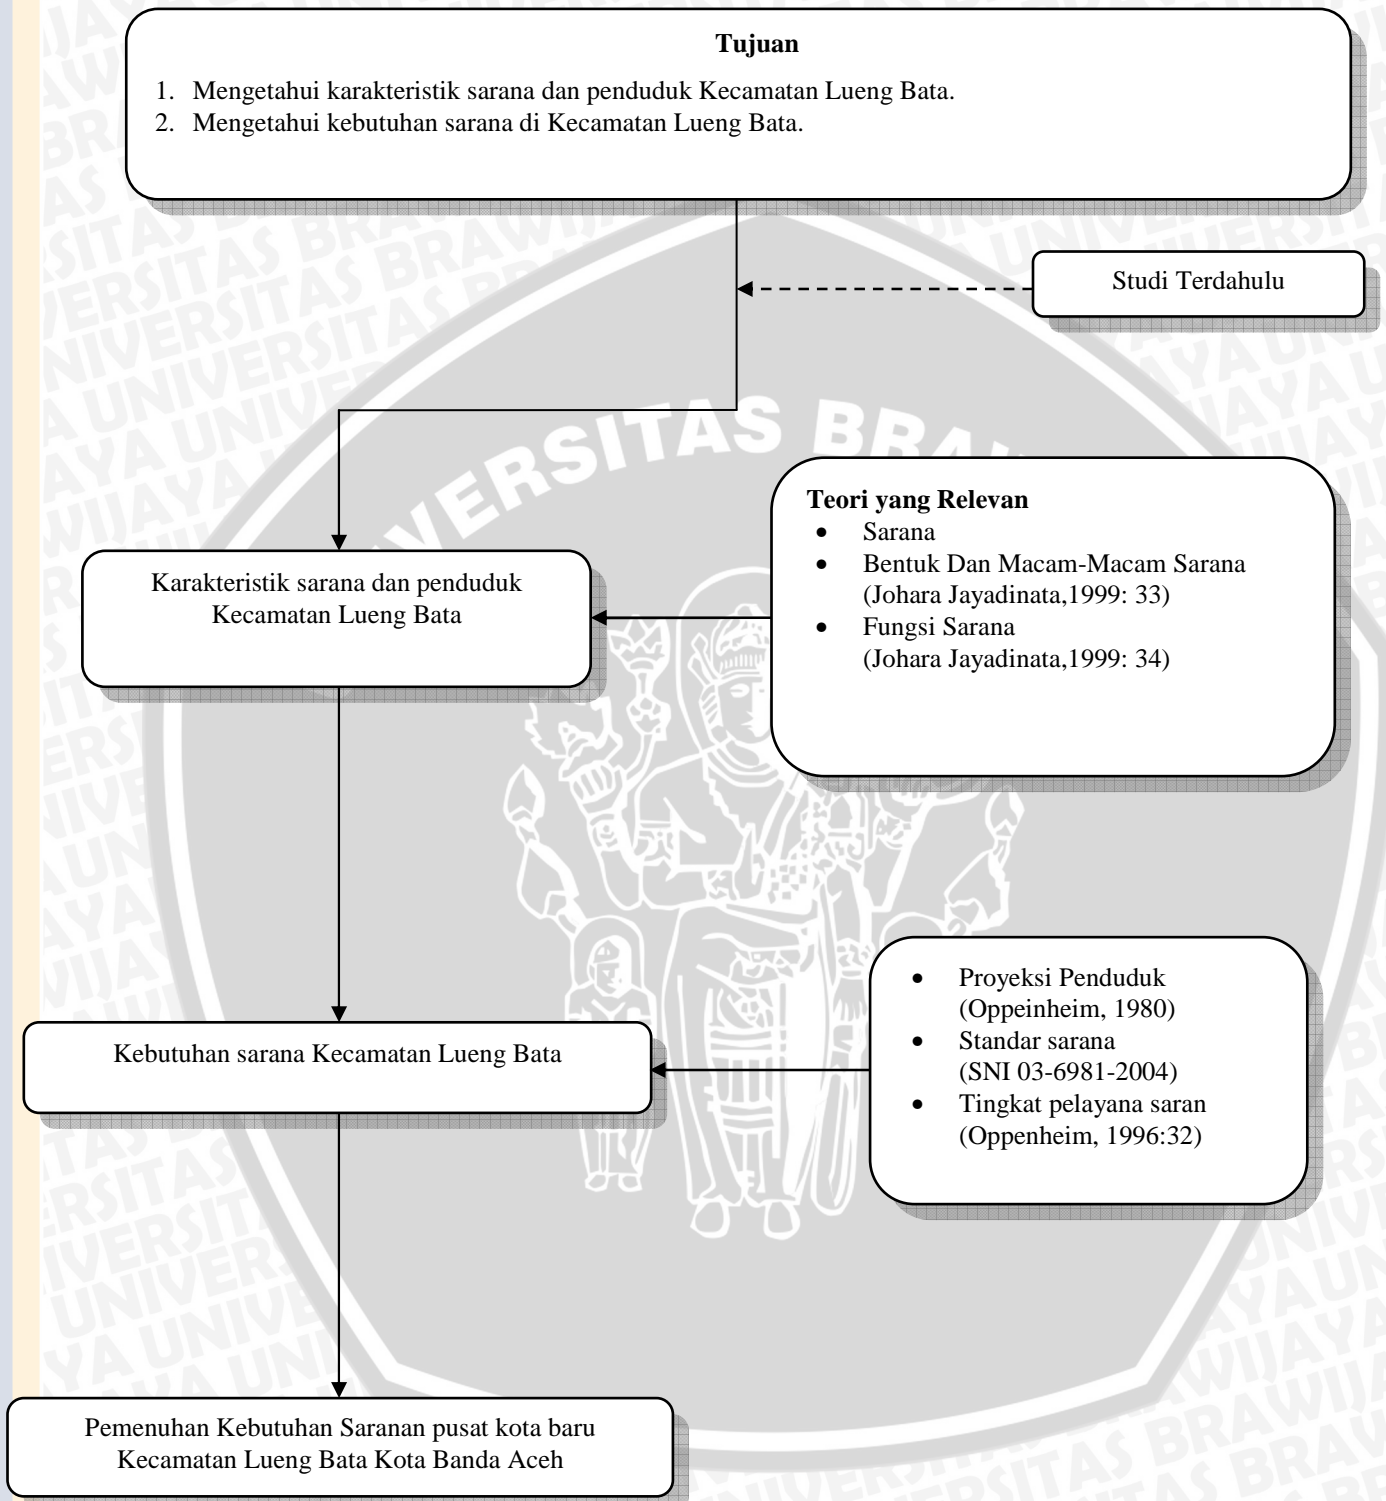 Tujuan
1. Mengetahui karakteristik sarana dan penduduk Kecamatan Lueng Bata.
2. Mengetahui kebutuhan sarana di Kecamatan Lueng Bata.
Studi Terdahulu
Teori yang Relevan
• Sarana
• Bentuk Dan Macam-Macam Sarana
(Johara Jayadinata,1999: 33)
• Fungsi Sarana
(Johara Jayadinata,1999: 34)
Karakteristik sarana dan penduduk
Kecamatan Lueng Bata
• Proyeksi Penduduk
(Oppeinheim, 1980)
• Standar sarana
(SNI 03-6981-2004)
• Tingkat pelayana saran
(Oppenheim, 1996:32)
Kebutuhan sarana Kecamatan Lueng Bata
Pemenuhan Kebutuhan Saranan pusat kota baru
Kecamatan Lueng Bata Kota Banda Aceh